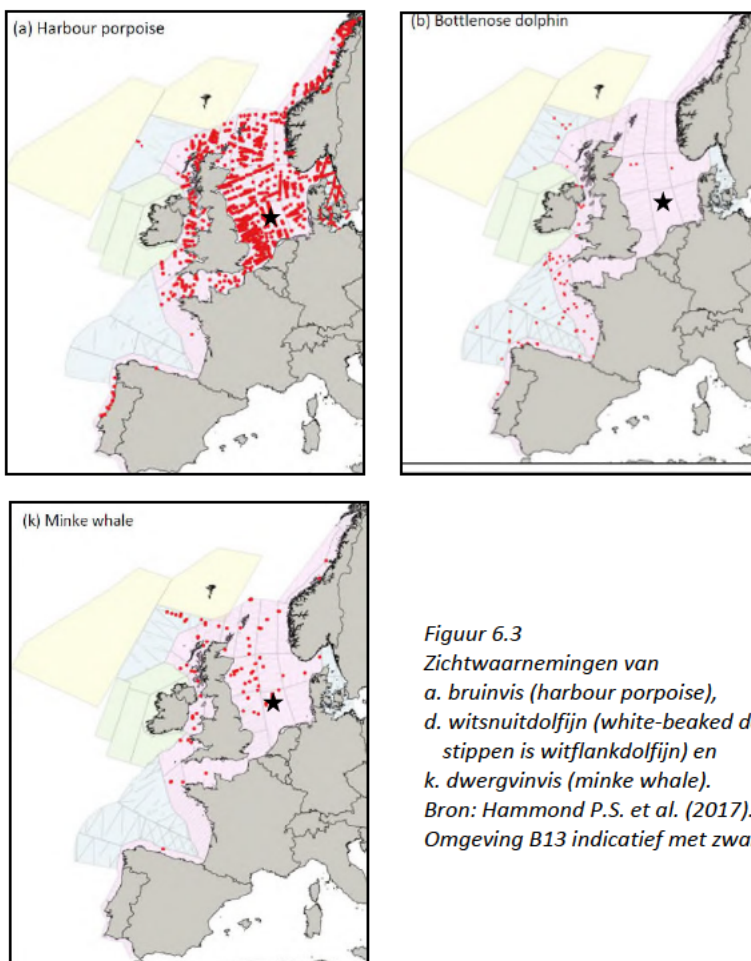 (a) Harbour porpoise
(b) Bottlenose dolphin
(k) Minke whale
Figuur 6.3
Zichtwaarnemingen van
a. bruinvis (harbour porpoise),
d. witsnuitdolfijn (white-beaked d
stippen is witflankdolfijn) en
k. dwergvinvis (minke whale).
Bron: Hammond P.S. et al. (2017).
Omgeving B13 indicatief met zwa